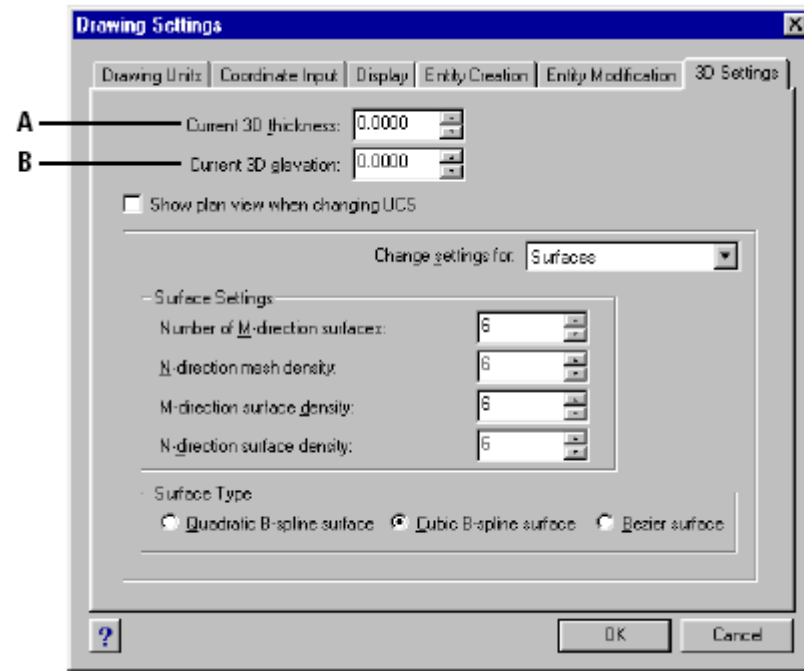 Drawing Settings
Drawing Units Coordinate Input Display Entity Creation Entity Modification 3D Settings
A Current 3D thickness: 0.0000
B Current 3D elevation: 0.0000
Show plan view when changing UCS
Change settings for: Surfaces
Surface Settings
Number of M-direction surfaces: 6
N-direction mesh density: 6
M-direction surface density: 6
N-direction surface density: 6
Surface Type
Quadratic B-spline surface Cubic B-spline surface Bezier surface
? OK Cancel